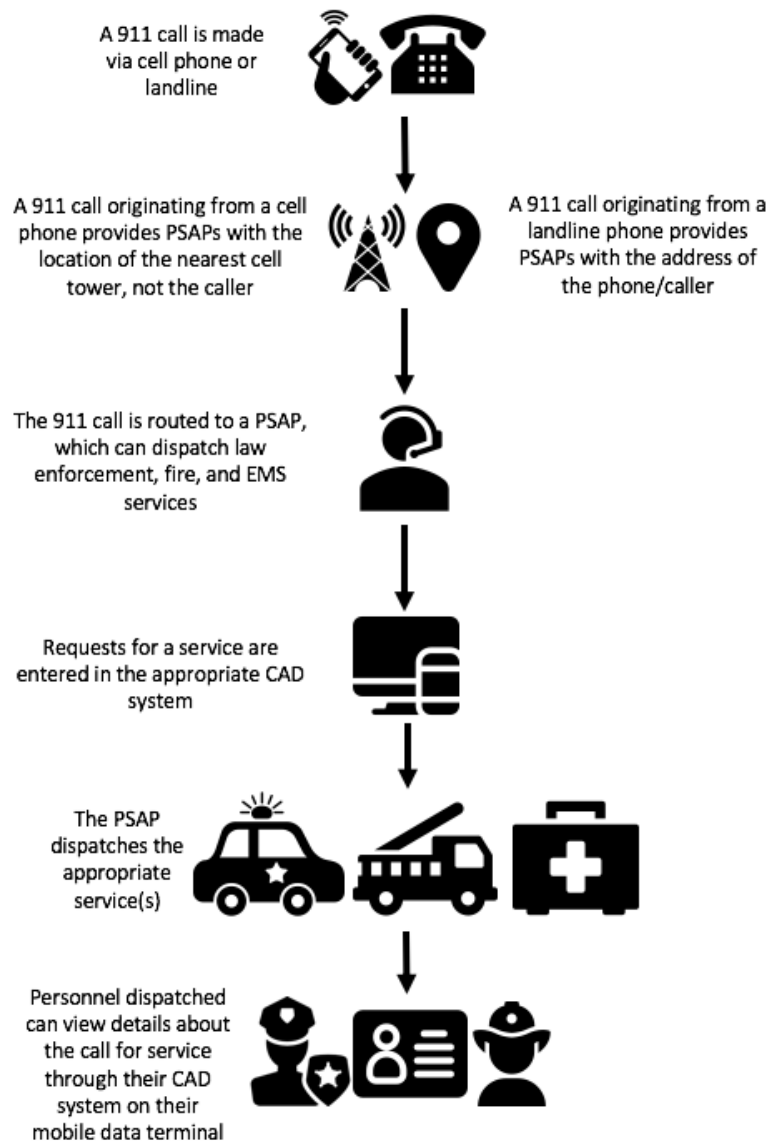 A 911 call is made
via cell phone or
landline
A 911 call originating from a cell
phone provides PSAPs with the
location of the nearest cell
tower, not the caller
A 911 call originating from a
landline phone provides
PSAPs with the address of
the phone/caller
The 911 call is routed to a PSAP,
which can dispatch law
enforcement, fire, and EMS
services
Requests for a service are
entered in the appropriate CAD
system
The PSAP
dispatches the
appropriate
service(s)
Personnel dispatched
can view details about
the call for service
through their CAD
system on their
mobile data terminal